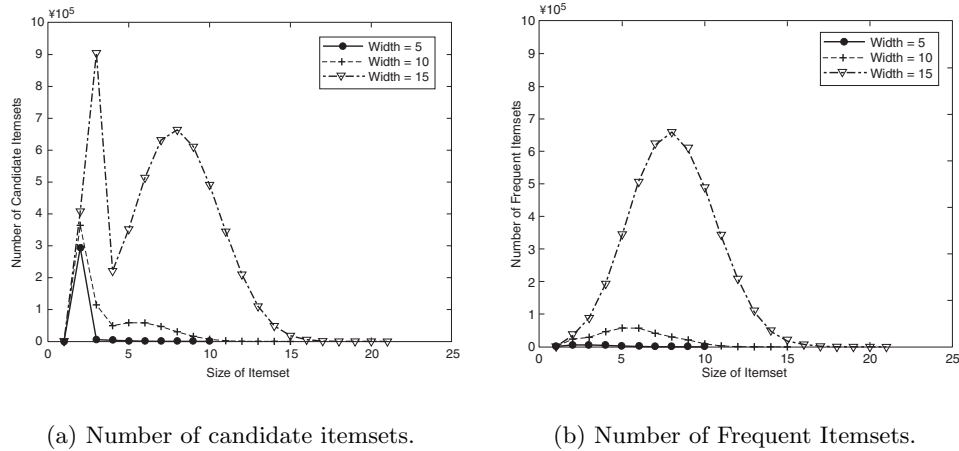 ¥10⁵
10
9
8
7
6
5
4
3
2
1
0
0 5 10 15 20 25
Size of Itemset
Number of Candidate Itemsets
Width = 5
Width = 10
Width = 15
(a) Number of candidate itemsets.
¥10⁵
10
9
8
7
6
5
4
3
2
1
0
0 5 10 15 20 25
Size of Itemset
Number of Frequent Itemsets
Width = 5
Width = 10
Width = 15
(b) Number of Frequent Itemsets.